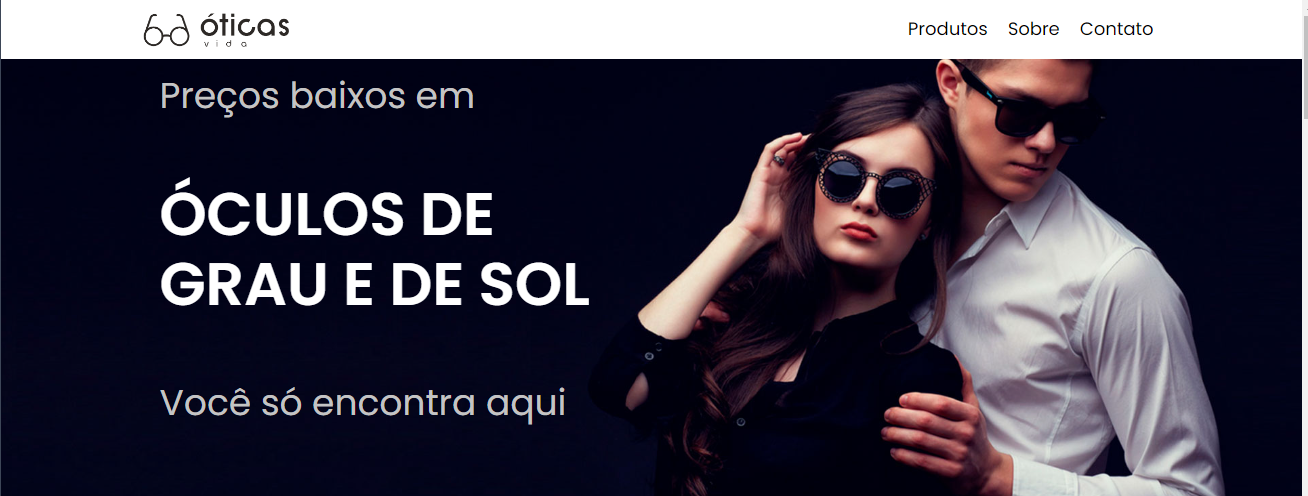 óticas
vida
Produtos Sobre Contato
Preços baixos em
ÓCULOS DE
GRAU E DE SOL
Você só encontra aqui